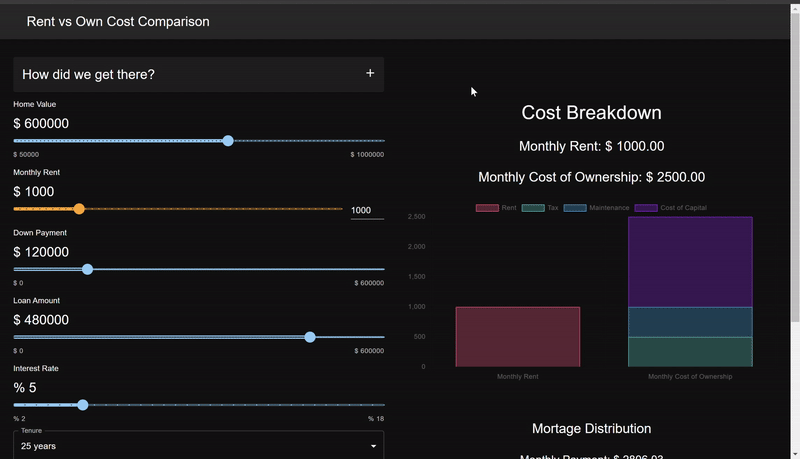 Rent vs Own Cost Comparison
How did we get there?
+
Home Value
$ 600000
$ 50000
$ 1000000
Monthly Rent
$ 1000
1000
Down Payment
$ 120000
$ 0
$ 600000
Loan Amount
$ 480000
$ 0
$ 600000
Interest Rate
% 5
% 2
% 18
Tenure
25 years
Cost Breakdown
Monthly Rent: $ 1000.00
Monthly Cost of Ownership: $ 2500.00
Rent Tax Maintenance Cost of Capital
2,500
2,000
1,500
1,000
500
0
Monthly Rent
Monthly Cost of Ownership
Mortage Distribution
Monthly Payment: $ 2806.03